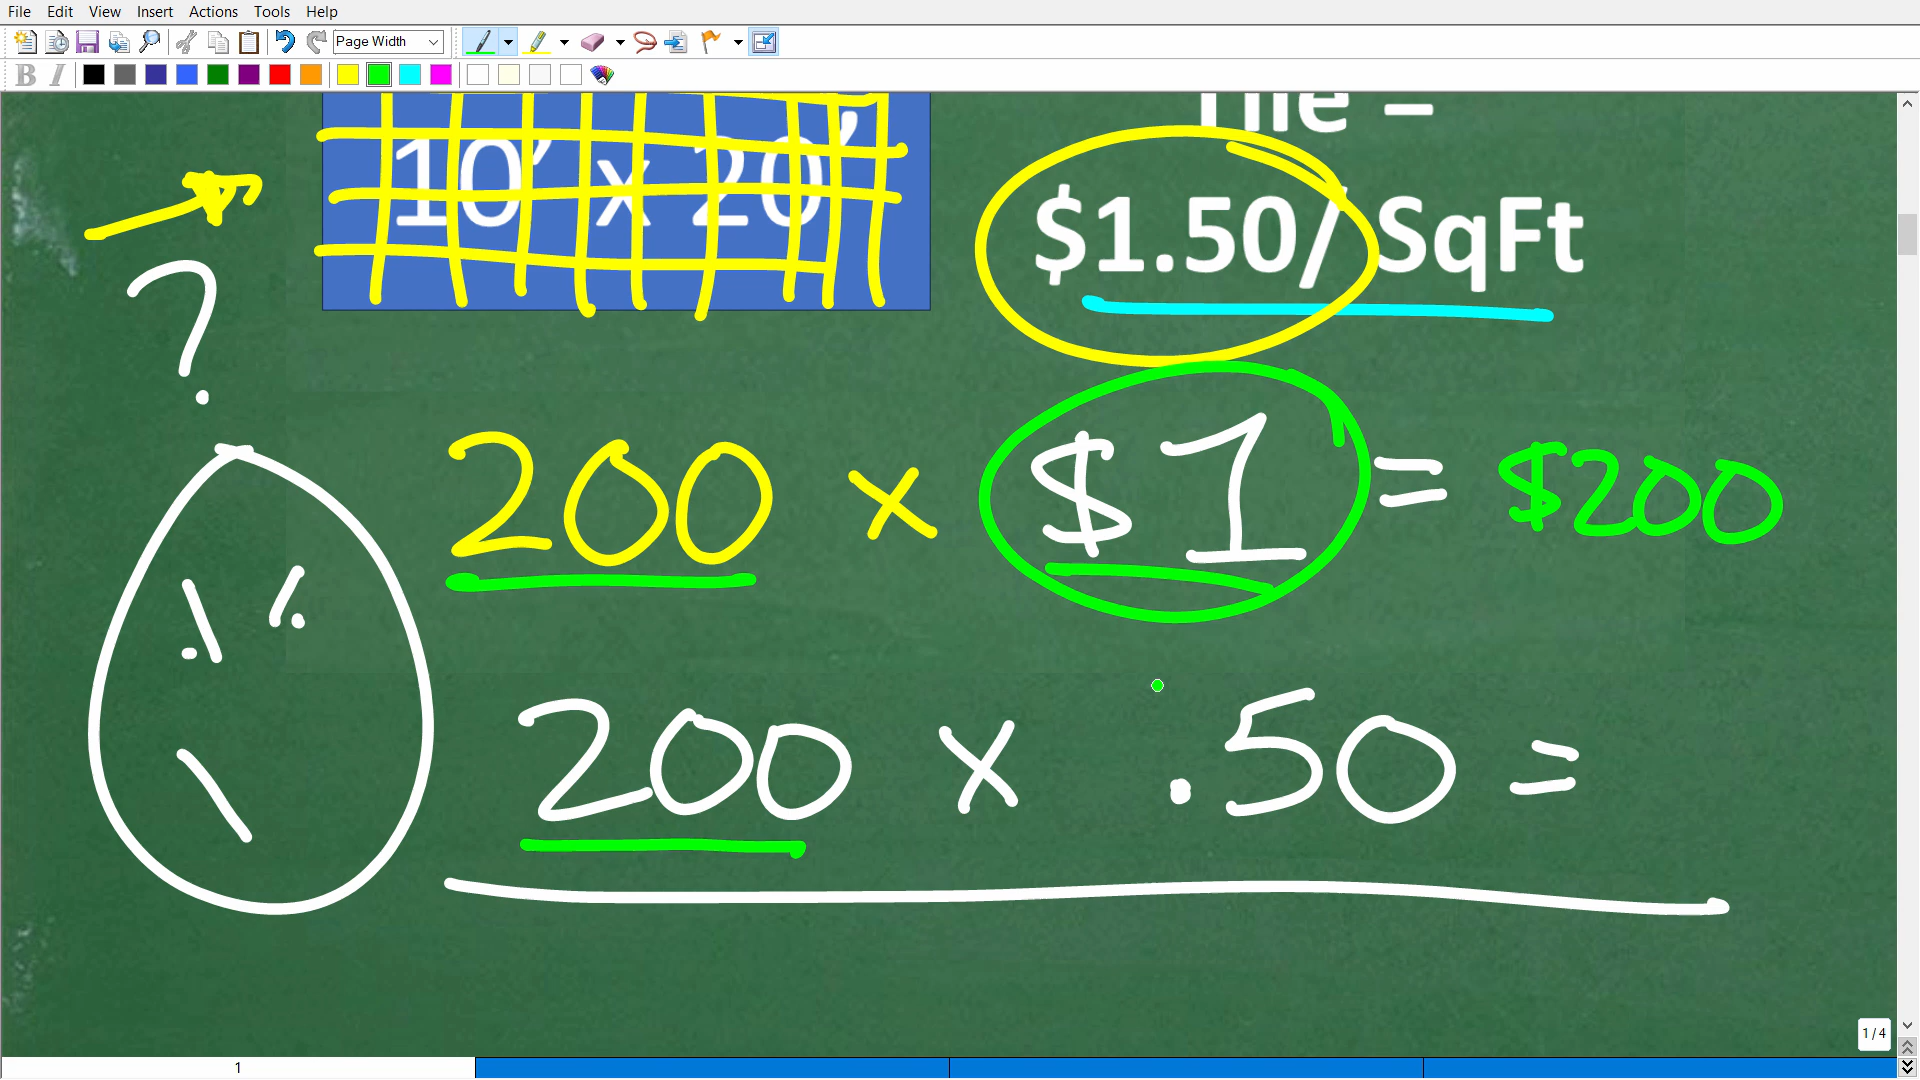 File Edit View Insert Actions Tools Help
Page Width
B I
10' x 20'
Tile =
$1.50/SqFt
?
200 x $1 = $200
200 x .50 =
1 / 4
1